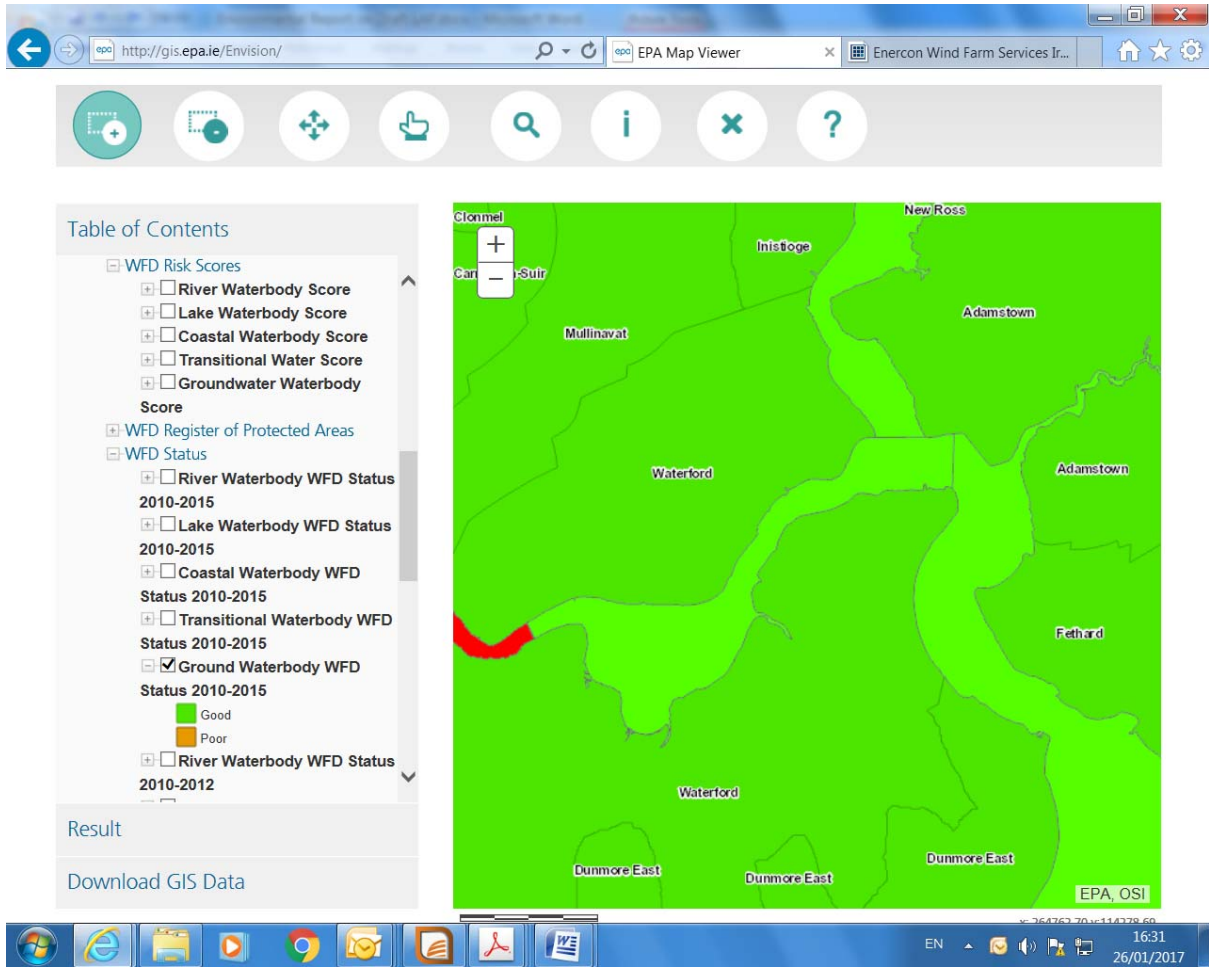 http://gis.epa.ie/Envision/
EPA Map Viewer
Enercon Wind Farm Services Ir...
Table of Contents
WFD Risk Scores
River Waterbody Score
Lake Waterbody Score
Coastal Waterbody Score
Transitional Water Score
Groundwater Waterbody
Score
WFD Register of Protected Areas
WFD Status
River Waterbody WFD Status
2010-2015
Lake Waterbody WFD Status
2010-2015
Coastal Waterbody WFD
Status 2010-2015
Transitional Waterbody WFD
Status 2010-2015
Ground Waterbody WFD
Status 2010-2015
Good
Poor
River Waterbody WFD Status
2010-2012
Result
Download GIS Data
Clonmel
New Ross
Inistioge
-Suir
Adamstown
Mullinavat
Waterford
Adamstown
Fethard
Waterford
Dunmore East
Dunmore East
Dunmore East
EPA, OSI
EN
16:31
26/01/2017